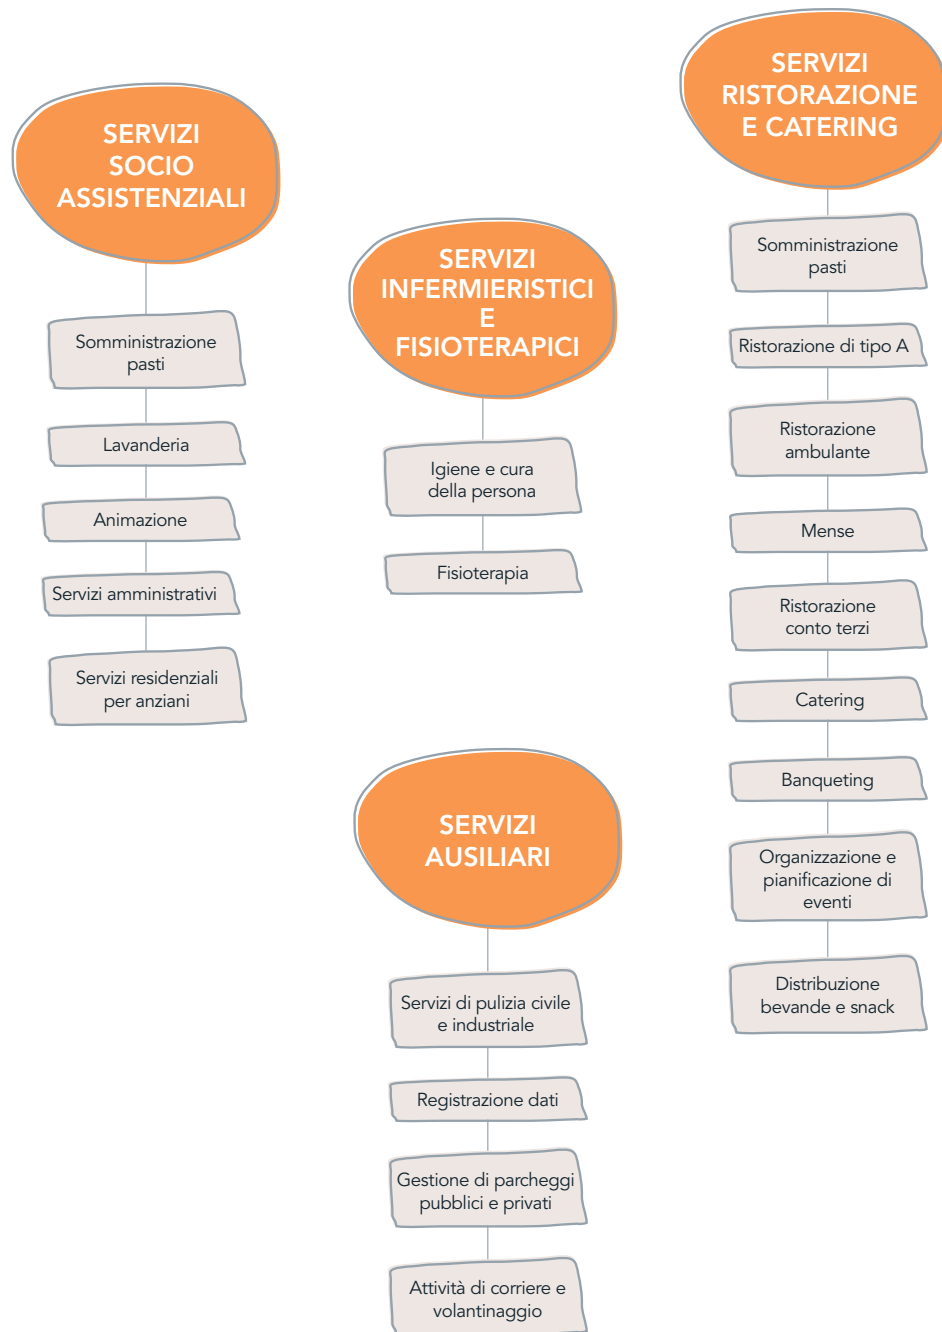 SERVIZI
SOCIO
ASSISTENZIALI
Somministrazione
pasti
Lavanderia
Animazione
Servizi amministrativi
Servizi residenziali
per anziani
SERVIZI
INFERMIERISTICI
E
FISIOTERAPICI
Igiene e cura
della persona
Fisioterapia
SERVIZI
AUSILIARI
Servizi di pulizia civile
e industriale
Registrazione dati
Gestione di parcheggi
pubblici e privati
Attività di corriere e
volantinaggio
SERVIZI
RISTORAZIONE
E CATERING
Somministrazione
pasti
Ristorazione di tipo A
Ristorazione
ambulante
Mense
Ristorazione
conto terzi
Catering
Banqueting
Organizzazione e
pianificazione di
eventi
Distribuzione
bevande e snack